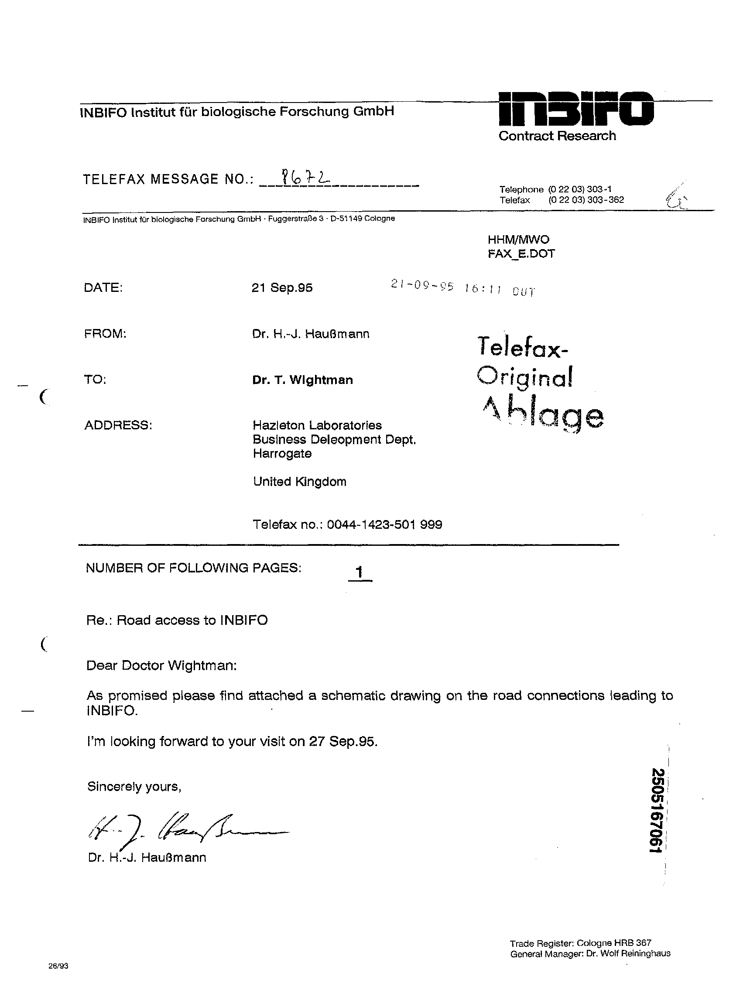 INBIFO Institut für biologische Forschung GmbH
INBIFO
Contract Research
TELEFAX MESSAGE NO.: 8672
Telephone (0 22 03) 303-1
Telefax (0 22 03) 303-362
INBIFO Institut für biologische Forschung GmbH · Fuggerstraße 3 · D-51149 Cologne
HHM/MWO
FAX_E.DOT
DATE: 21 Sep.95 21-09-95 16:11 OUT
FROM: Dr. H.-J. Haußmann
Telefax-
Original
Ablage
TO: Dr. T. Wightman
ADDRESS: Hazleton Laboratories
Business Deleopment Dept.
Harrogate
United Kingdom
Telefax no.: 0044-1423-501 999
NUMBER OF FOLLOWING PAGES: 1
Re.: Road access to INBIFO
Dear Doctor Wightman:
As promised please find attached a schematic drawing on the road connections leading to
INBIFO.
I'm looking forward to your visit on 27 Sep.95.
Sincerely yours,
H.-J. Haußmann
Dr. H.-J. Haußmann
2505167061
Trade Register: Cologne HRB 367
General Manager: Dr. Wolf Reininghaus
26/93